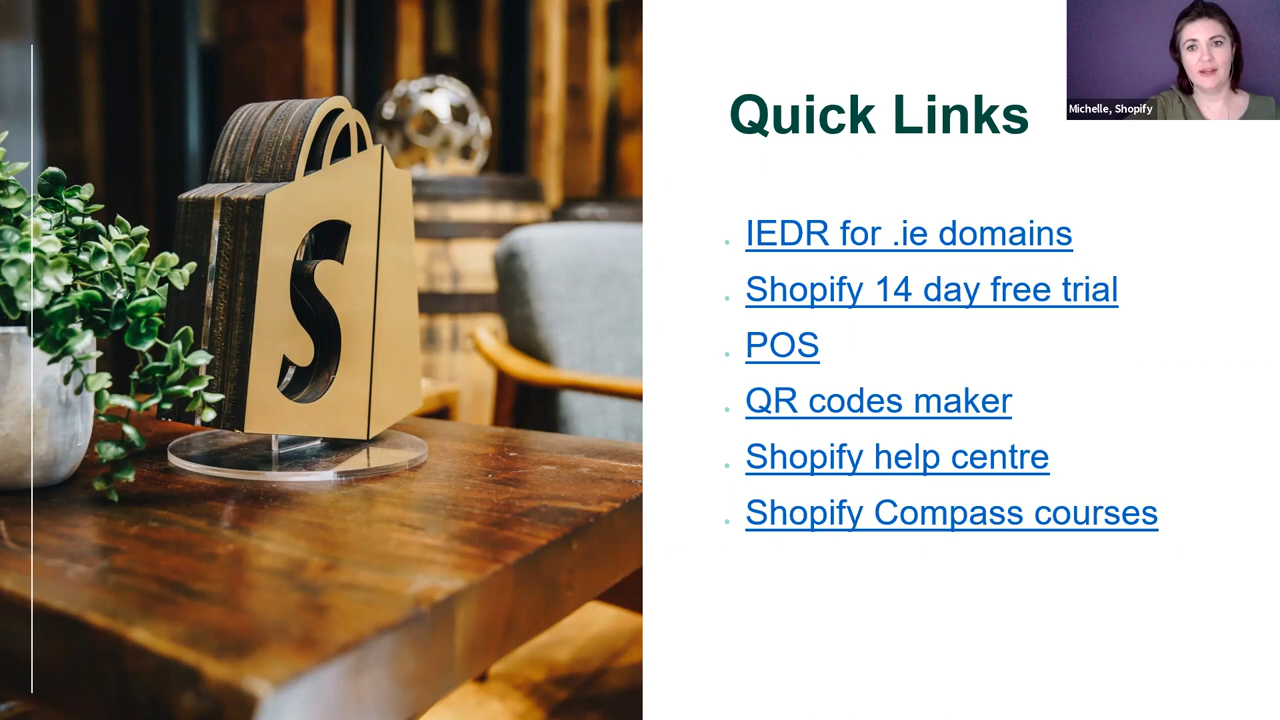 Quick Links
Michelle, Shopify
IEDR for .ie domains
Shopify 14 day free trial
POS
QR codes maker
Shopify help centre
Shopify Compass courses
S